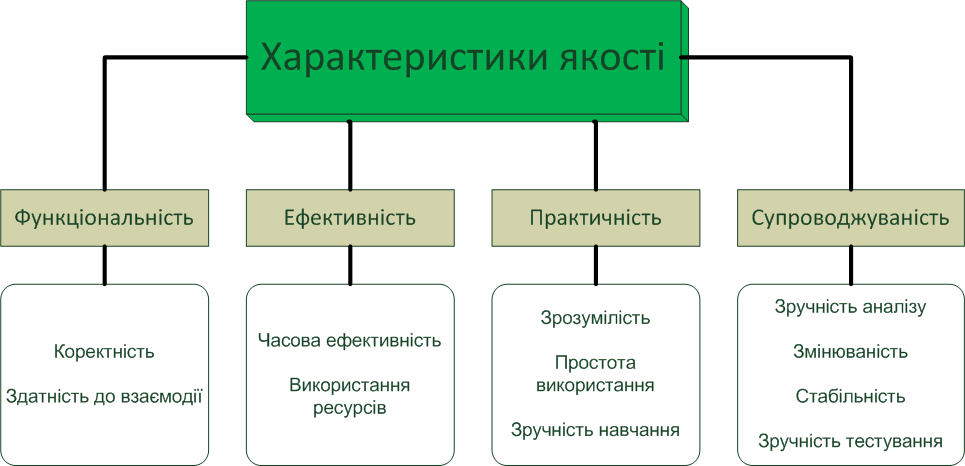 Характеристики якості
Функціональність
Ефективність
Практичність
Супроводжуваність
Коректність
Здатність до взаємодії
Часова ефективність
Використання
ресурсів
Зрозумілість
Простота
використання
Зручність навчання
Зручність аналізу
Змінюваність
Стабільність
Зручність тестування